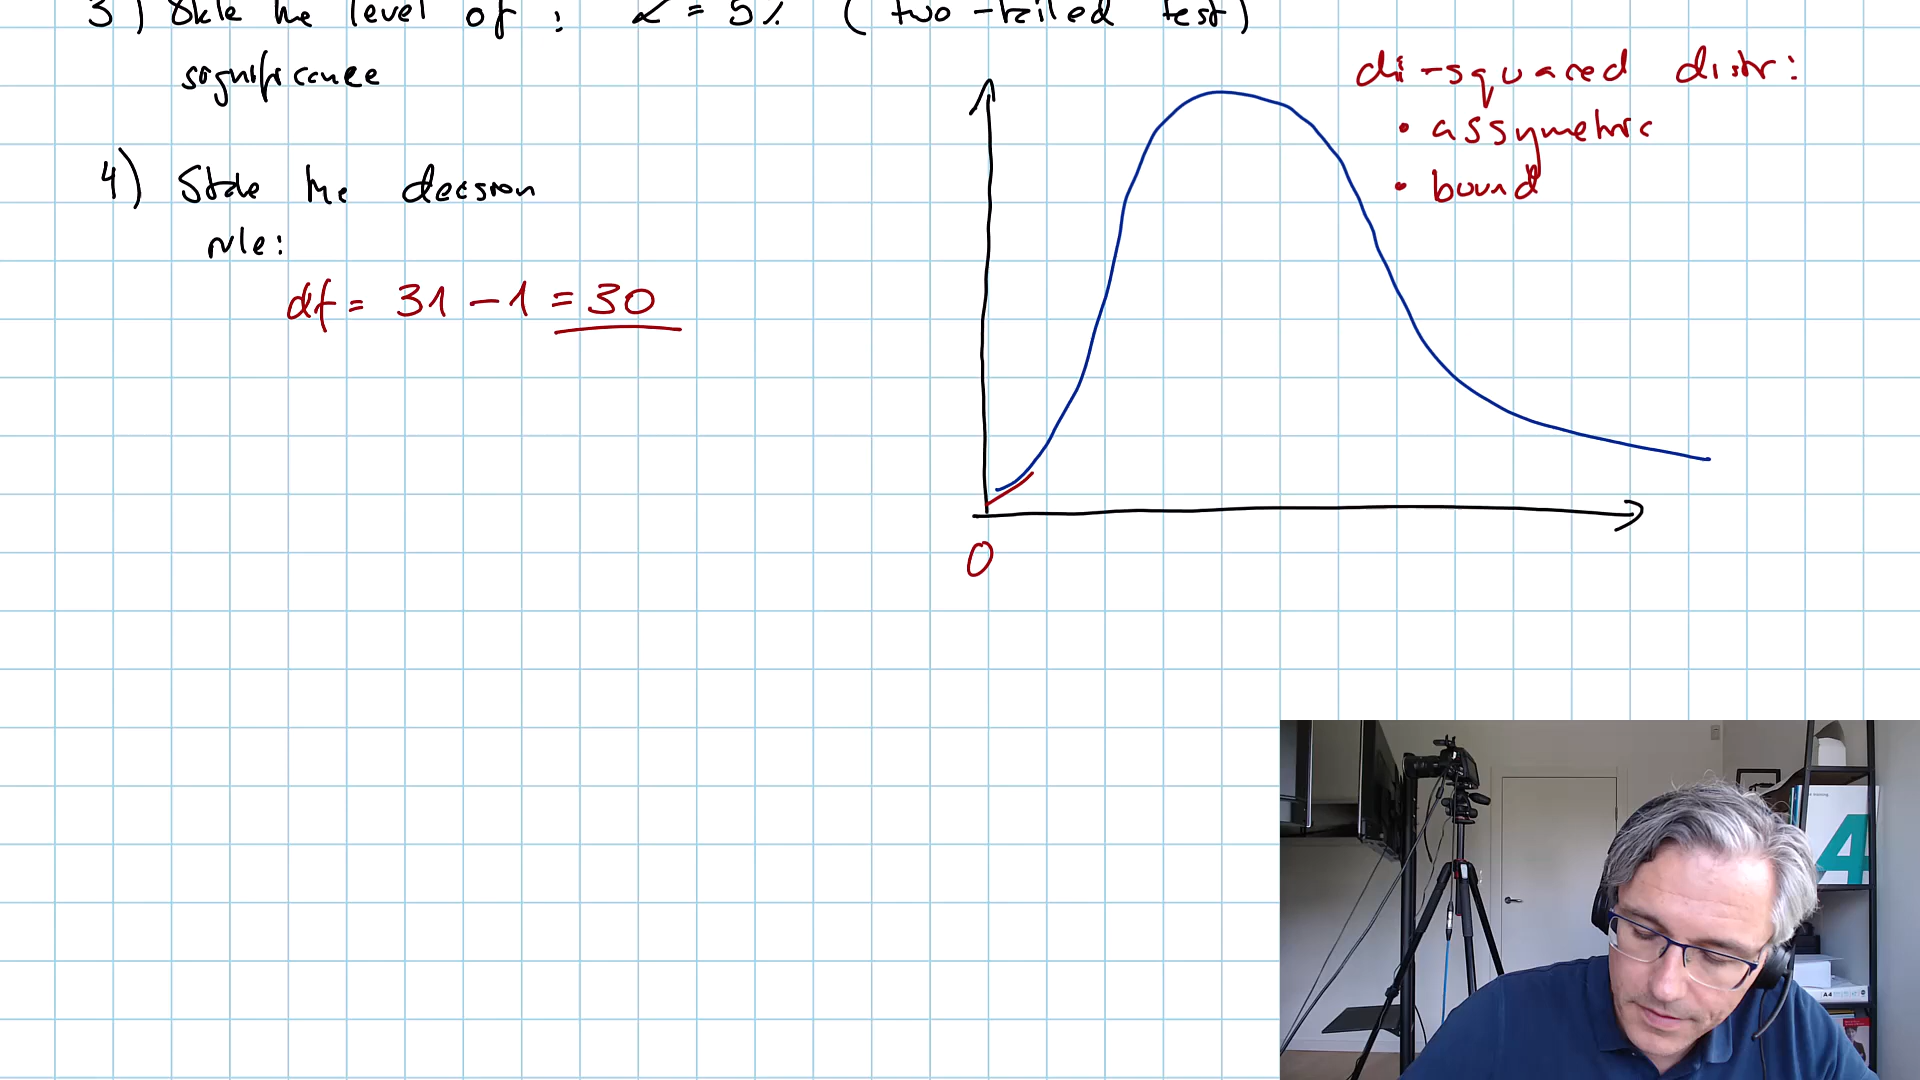 3) State the level of : α = 5% (two-tailed test)
significance
chi-squared distr:
• assymetric
• bound
4) State the decision
rule:
df = 31 - 1 = 30
0
A4